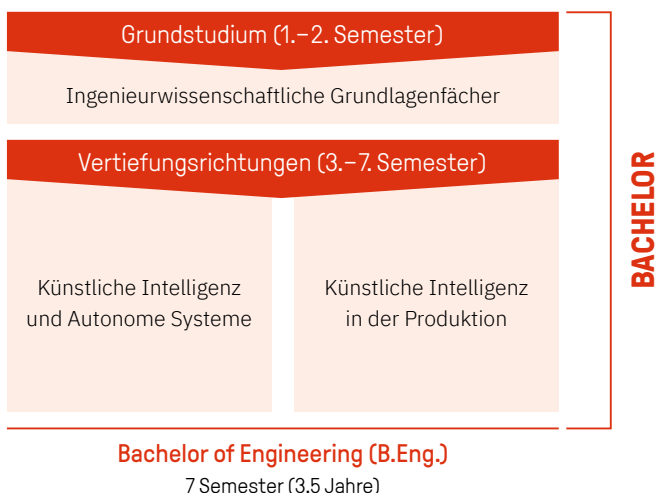 Grundstudium (1.–2. Semester)
Ingenieurwissenschaftliche Grundlagenfächer
Vertiefungsrichtungen (3.–7. Semester)
Künstliche Intelligenz
und Autonome Systeme
Künstliche Intelligenz
in der Produktion
BACHELOR
Bachelor of Engineering (B.Eng.)
7 Semester (3,5 Jahre)